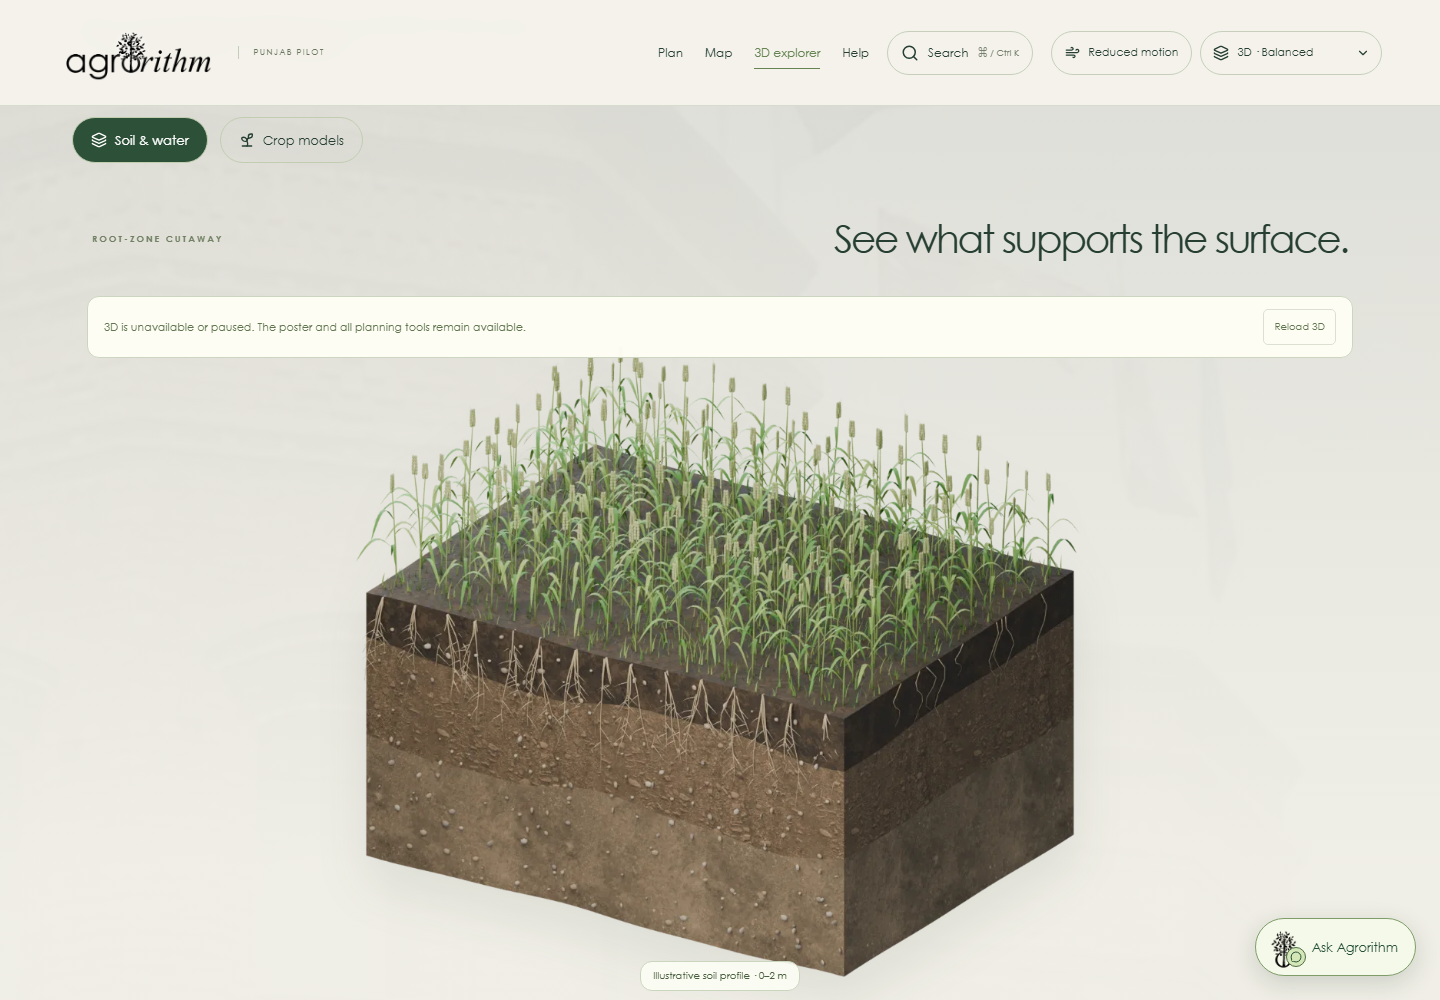 agrorithm
PUNJAB PILOT
Plan
Map
3D explorer
Help
Search ⌘ / Ctrl K
Reduced motion
3D · Balanced
Soil & water
Crop models
ROOT-ZONE CUTAWAY
See what supports the surface.
3D is unavailable or paused. The poster and all planning tools remain available.
Reload 3D
Illustrative soil profile · 0–2 m
Ask Agrorithm